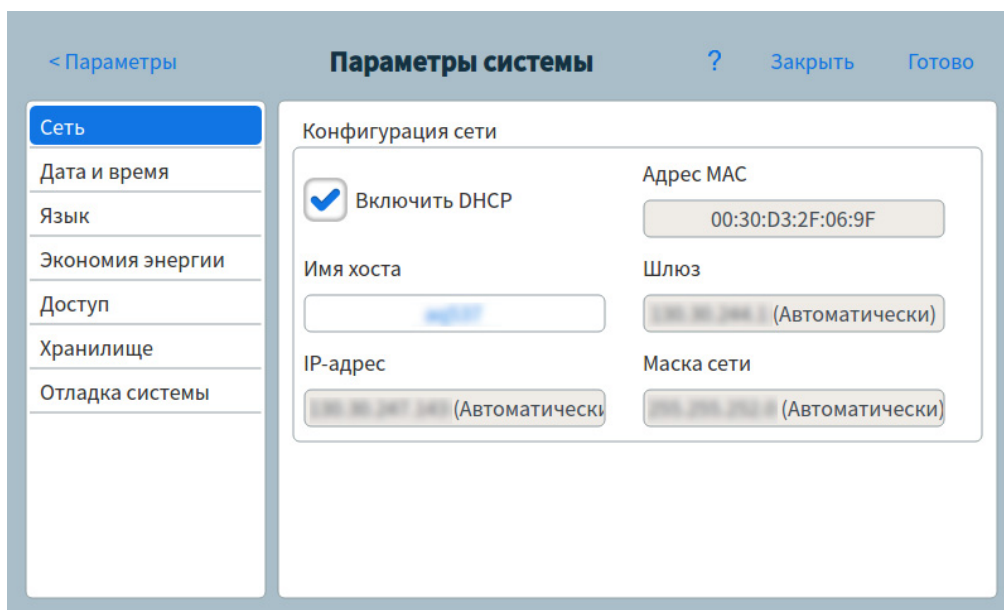 < Параметры
Параметры системы
?
Закрыть
Готово
Сеть
Дата и время
Язык
Экономия энергии
Доступ
Хранилище
Отладка системы
Конфигурация сети
Включить DHCP
Адрес MAC
00:30:D3:2F:06:9F
Имя хоста
Шлюз
(Автоматически)
IP-адрес
Маска сети
(Автоматически
(Автоматически)